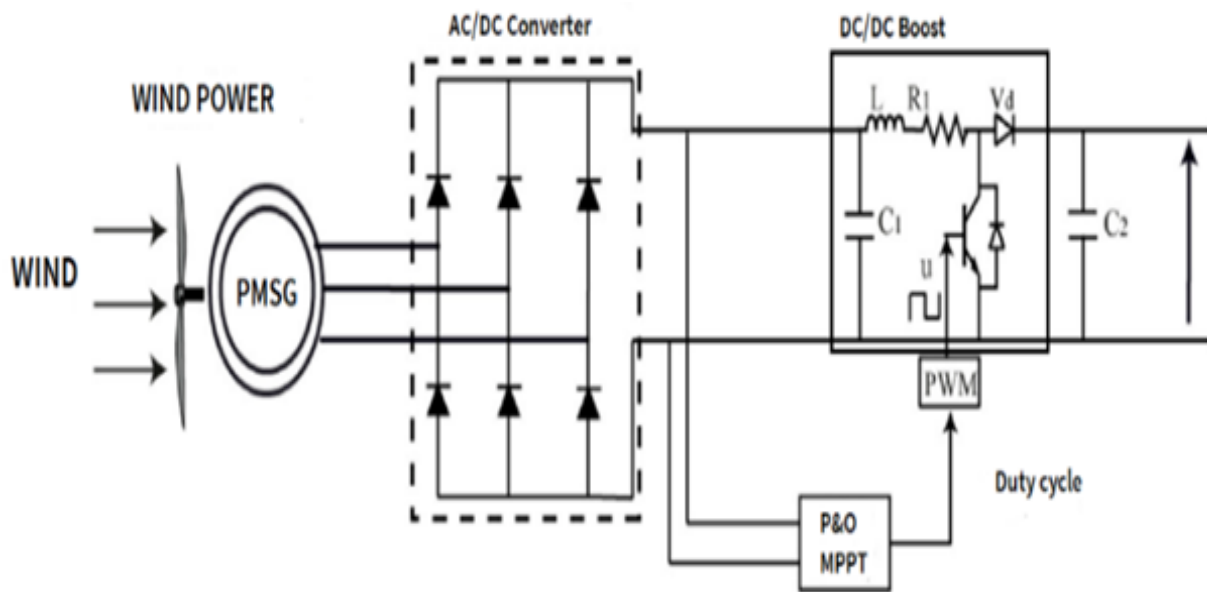 AC/DC Converter
DC/DC Boost
WIND POWER
L R1 Vd
WIND
PMSG
C1
C2
u
PWM
Duty cycle
P&O
MPPT